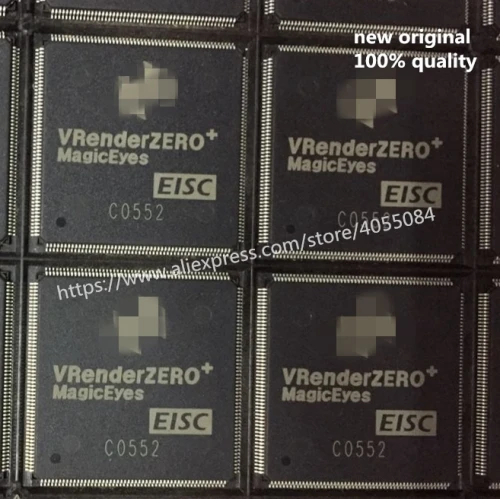 new original
100% quality
VRenderZERO+
MagicEyes
EISC
C0552
VRenderZERO+
MagicEyes
EISC
C0552
https://www.aliexpress.com/store/4055084
VRenderZERO+
MagicEyes
EISC
C0552
VRenderZERO+
MagicEyes
EISC
C0552